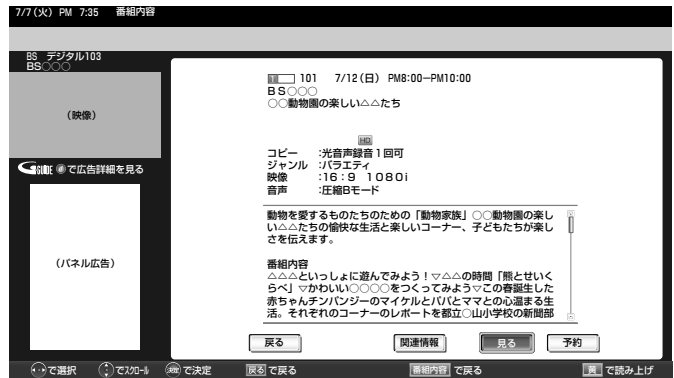 7/7(火) PM 7:35 番組内容
BS デジタル103
BS○○○
(映像)
GGUIDE で広告詳細を見る
(パネル広告)
1 101 7/12(日) PM8:00ーPM10:00
BS○○○
○○動物園の楽しい△△たち
HD
コピー :光音声録音1回可
ジャンル :バラエティ
映像 :16:9 1080i
音声 :圧縮Bモード
動物を愛するものたちのための「動物家族」○○動物園の楽し
い△△たちの愉快な生活と楽しいコーナー、子どもたちが楽し
さを伝えます。
番組内容
△△△といっしょに遊んでみよう!▽△△の時間「熊とせいく
らべ」▽かわいい○○○○をつくってみよう▽この春誕生した
赤ちゃんチンパンジーのマイケルとパパとママとの心温まる生
活。それぞれのコーナーのレポートを都立○山小学校の新聞部
戻る 関連情報 見る 予約
で選択 でスクロール 決定 で決定 戻る で戻る 番組内容 で戻る 黄 で読み上げ